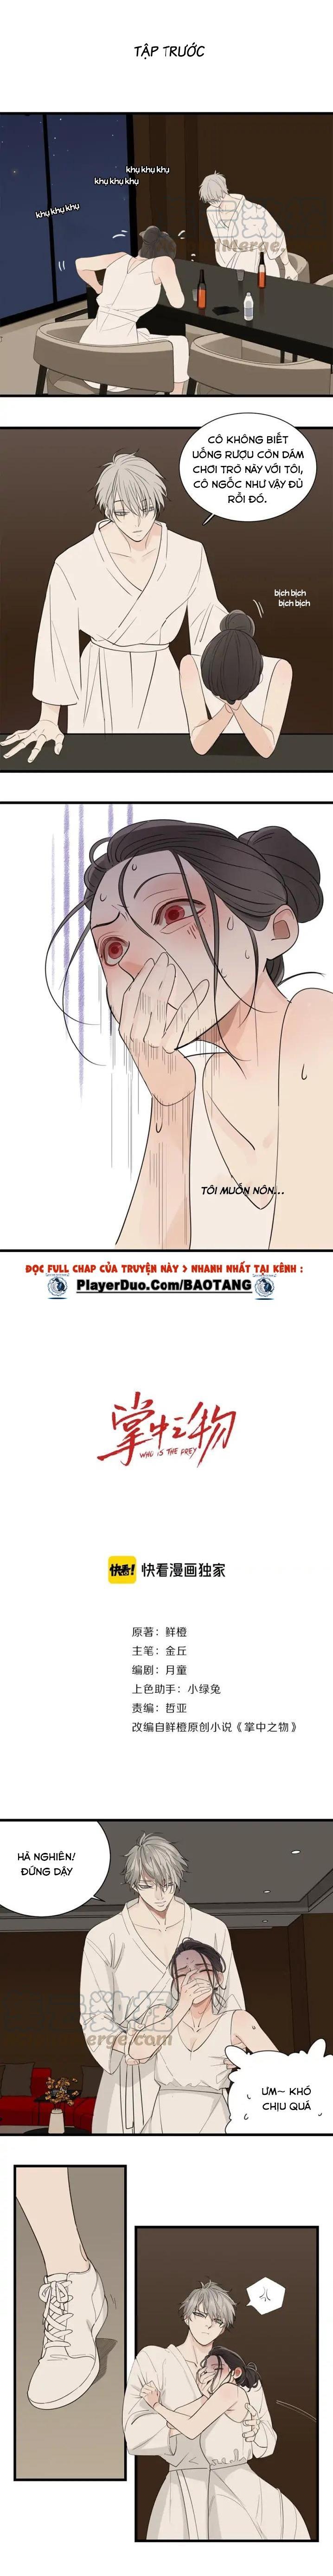 TẬP TRƯỚC
khụ khụ khụ
khụ khụ khụ
khụ khụ khụ
CÔ KHÔNG BIẾT
UỐNG RƯỢU CÒN DÁM
CHƠI TRÒ NÀY VỚI TÔI,
CÔ NGỐC NHƯ VẬY ĐỦ
RỒI ĐÓ.
bịch bịch
bịch bịch
TÔI MUỐN NÔN...
ĐỌC FULL CHAP CỦA TRUYỆN NÀY > NHANH NHẤT TẠI KÊNH :
PlayerDuo.Com/BAOTANG
掌中之物
WHO IS THE PREY
快看! 快看漫画独家
原著：鲜橙
主笔：金丘
编剧：月童
上色助手：小绿兔
责编：哲亚
改编自鲜橙原创小说《掌中之物》
HÀ NGHIÊN!
ĐỨNG DẬY
erge.com
ƯM~ KHÓ
CHỊU QUÁ